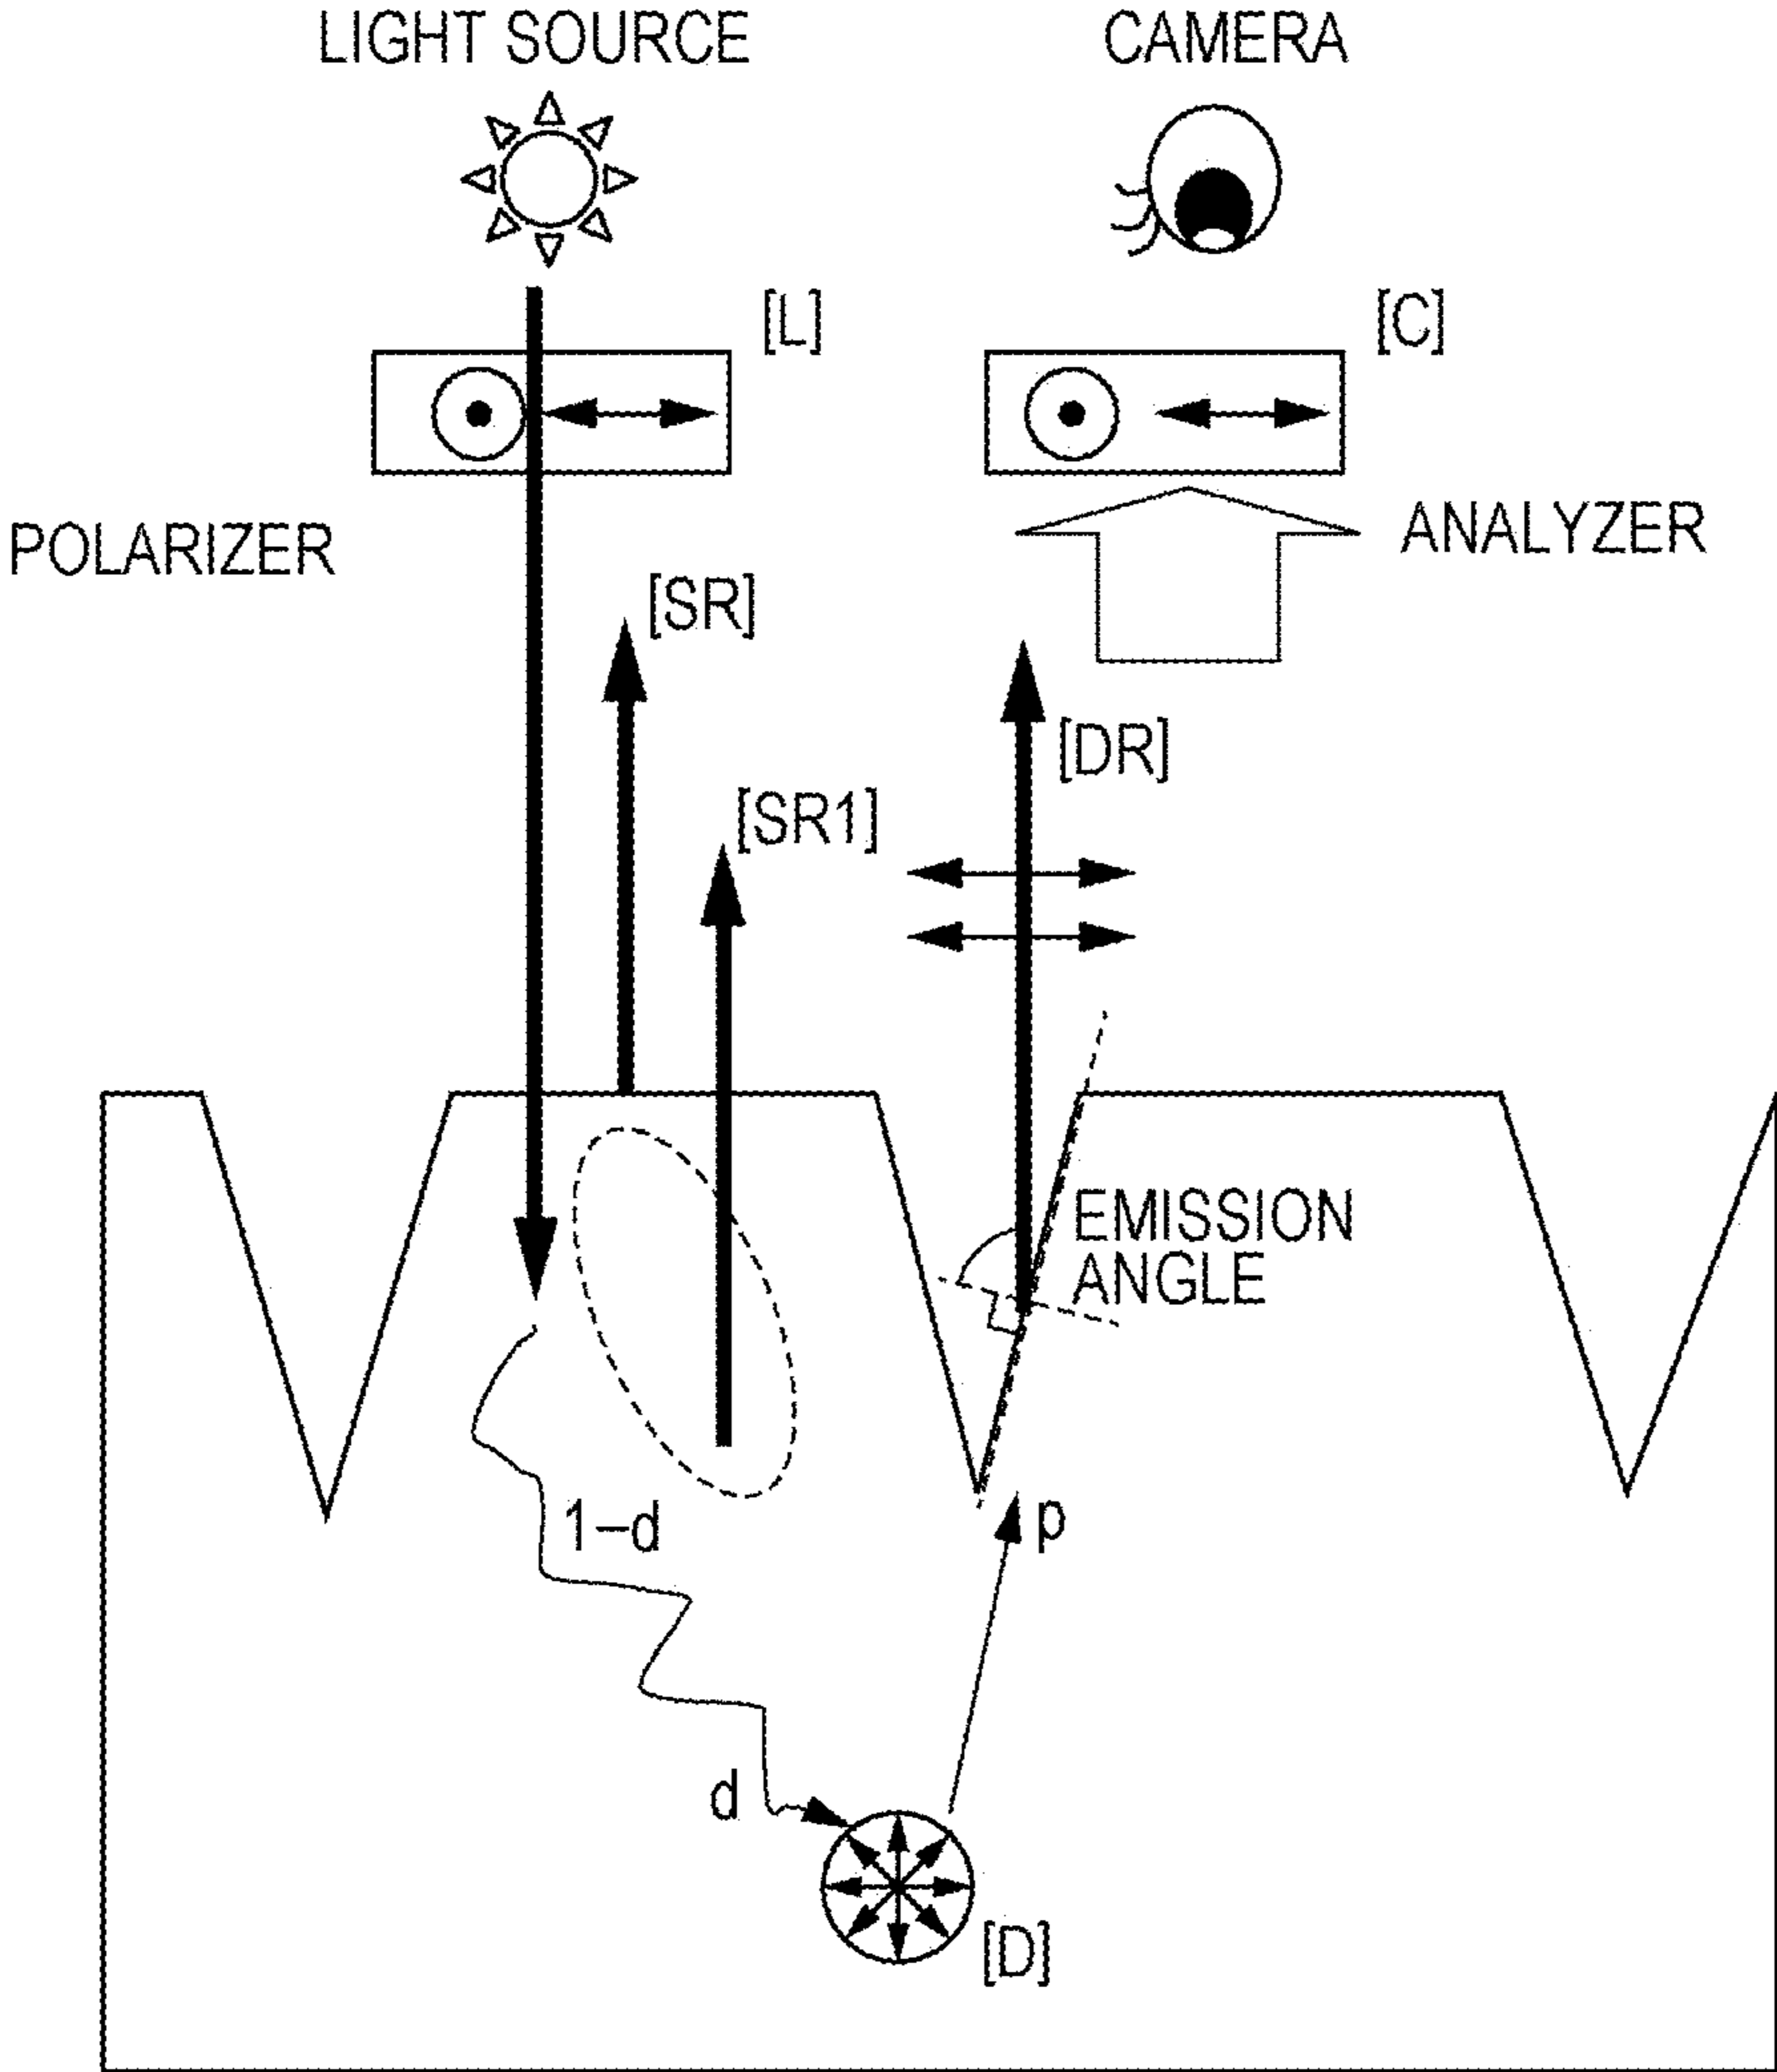 LIGHT SOURCE
CAMERA
[L]
[C]
POLARIZER
ANALYZER
[SR]
[DR]
[SR1]
EMISSION
ANGLE
1–d
p
d
[D]